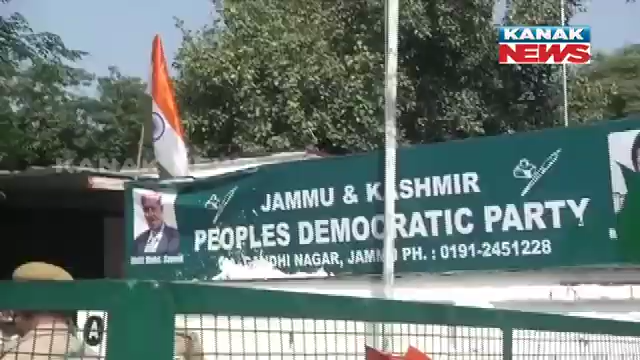 KANAK
NEWS
JAMMU & KASHMIR
PEOPLES DEMOCRATIC PARTY
GANDHI NAGAR, JAMMU PH. : 0191-2451228